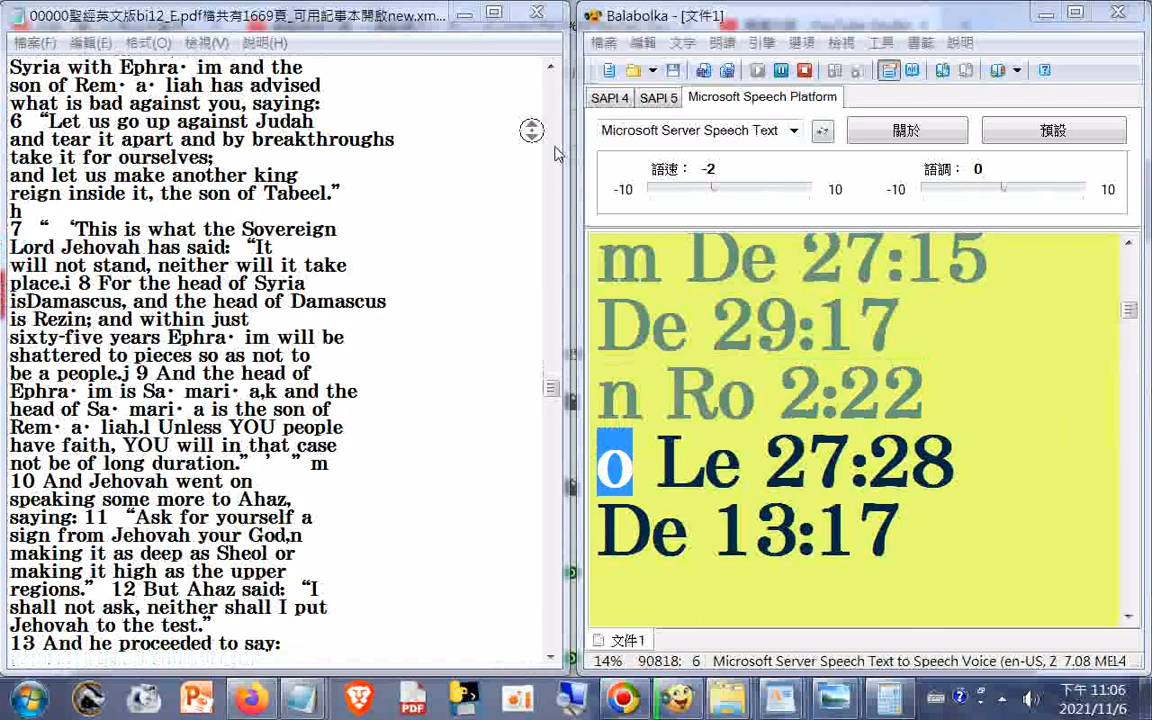 00000聖經英文版bi12_E.pdf檔共有1669頁_可用記事本開啟new.xm...
檔案(F) 編輯(E) 格式(O) 檢視(V) 說明(H)
Syria with Ephra· im and the
son of Rem· a· liah has advised
what is bad against you, saying:
6 “Let us go up against Judah
and tear it apart and by breakthroughs
take it for ourselves;
and let us make another king
reign inside it, the son of Tabeel.”
h
7 “ ‘This is what the Sovereign
Lord Jehovah has said: “It
will not stand, neither will it take
place.i 8 For the head of Syria
isDamascus, and the head of Damascus
is Rezin; and within just
sixty-five years Ephra· im will be
shattered to pieces so as not to
be a people.j 9 And the head of
Ephra· im is Sa· mari· a,k and the
head of Sa· mari· a is the son of
Rem· a· liah.l Unless YOU people
have faith, YOU will in that case
not be of long duration.” ’ ”m
10 And Jehovah went on
speaking some more to Ahaz,
saying: 11 “Ask for yourself a
sign from Jehovah your God,n
making it as deep as Sheol or
making it high as the upper
regions.” 12 But Ahaz said: “I
shall not ask, neither shall I put
Jehovah to the test.”
13 And he proceeded to say:
Balabolka - [文件1]
檔案 編輯 文字 朗讀 引擎 選項 檢視 工具 書籤 說明
SAPI 4 SAPI 5 Microsoft Speech Platform
Microsoft Server Speech Text 關於 預設
語速： -2 語調： 0
-10 10 -10 10
m De 27:15
De 29:17
n Ro 2:22
o Le 27:28
De 13:17
文件1
14% 90818: 6 Microsoft Server Speech Text to Speech Voice (en-US, 2 7.08 MB
下午 11:06
2021/11/6